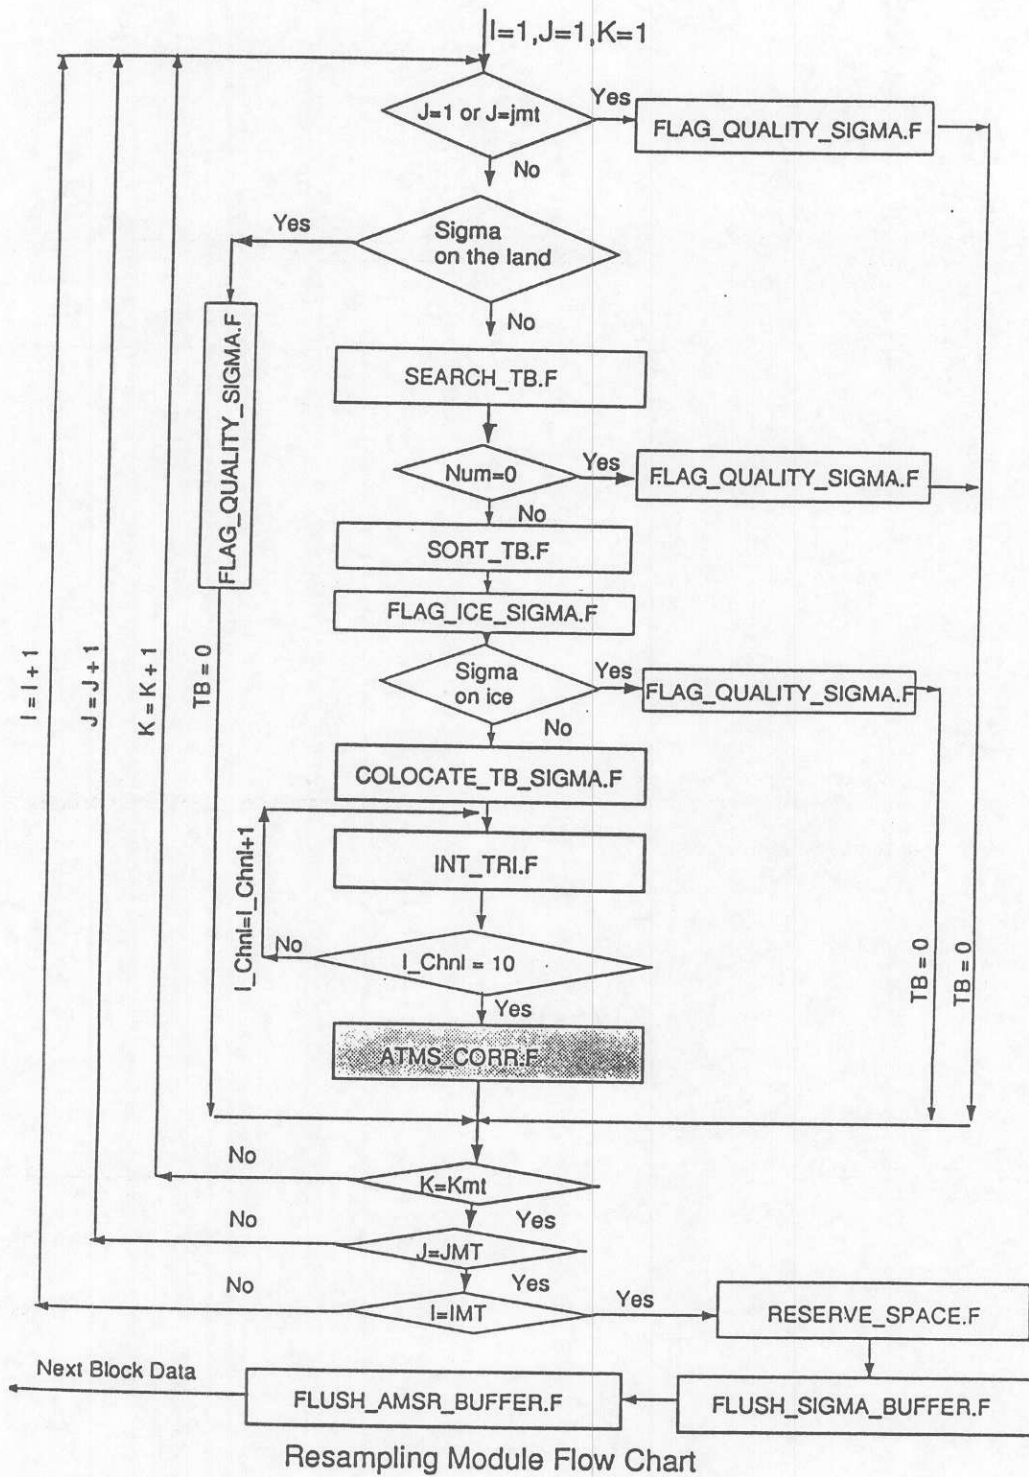 I=1,J=1,K=1
J=1 or J=jmt
Yes
FLAG_QUALITY_SIGMA.F
No
Yes
Sigma
on the land
FLAG_QUALITY_SIGMA.F
No
SEARCH_TB.F
Num=0
Yes
FLAG_QUALITY_SIGMA.F
No
SORT_TB.F
FLAG_ICE_SIGMA.F
I = I + 1
J = J + 1
K = K + 1
TB = 0
Sigma
on ice
Yes
FLAG_QUALITY_SIGMA.F
No
COLOCATE_TB_SIGMA.F
I_Chnl=I_Chnl+1
INT_TRI.F
No
I_Chnl = 10
TB = 0
TB = 0
Yes
ATMS_CORR.F
No
K=Kmt
Yes
No
J=JMT
Yes
No
I=IMT
Yes
RESERVE_SPACE.F
Next Block Data
FLUSH_AMSR_BUFFER.F
FLUSH_SIGMA_BUFFER.F
Resampling Module Flow Chart